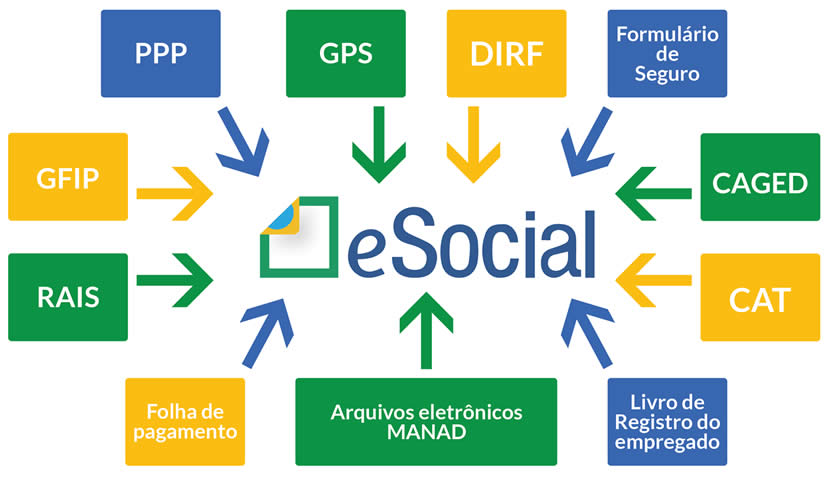 PPP
GPS
DIRF
Formulário
de
Seguro
GFIP
CAGED
eSocial
RAIS
CAT
Folha de
pagamento
Arquivos eletrônicos
MANAD
Livro de
Registro do
empregado